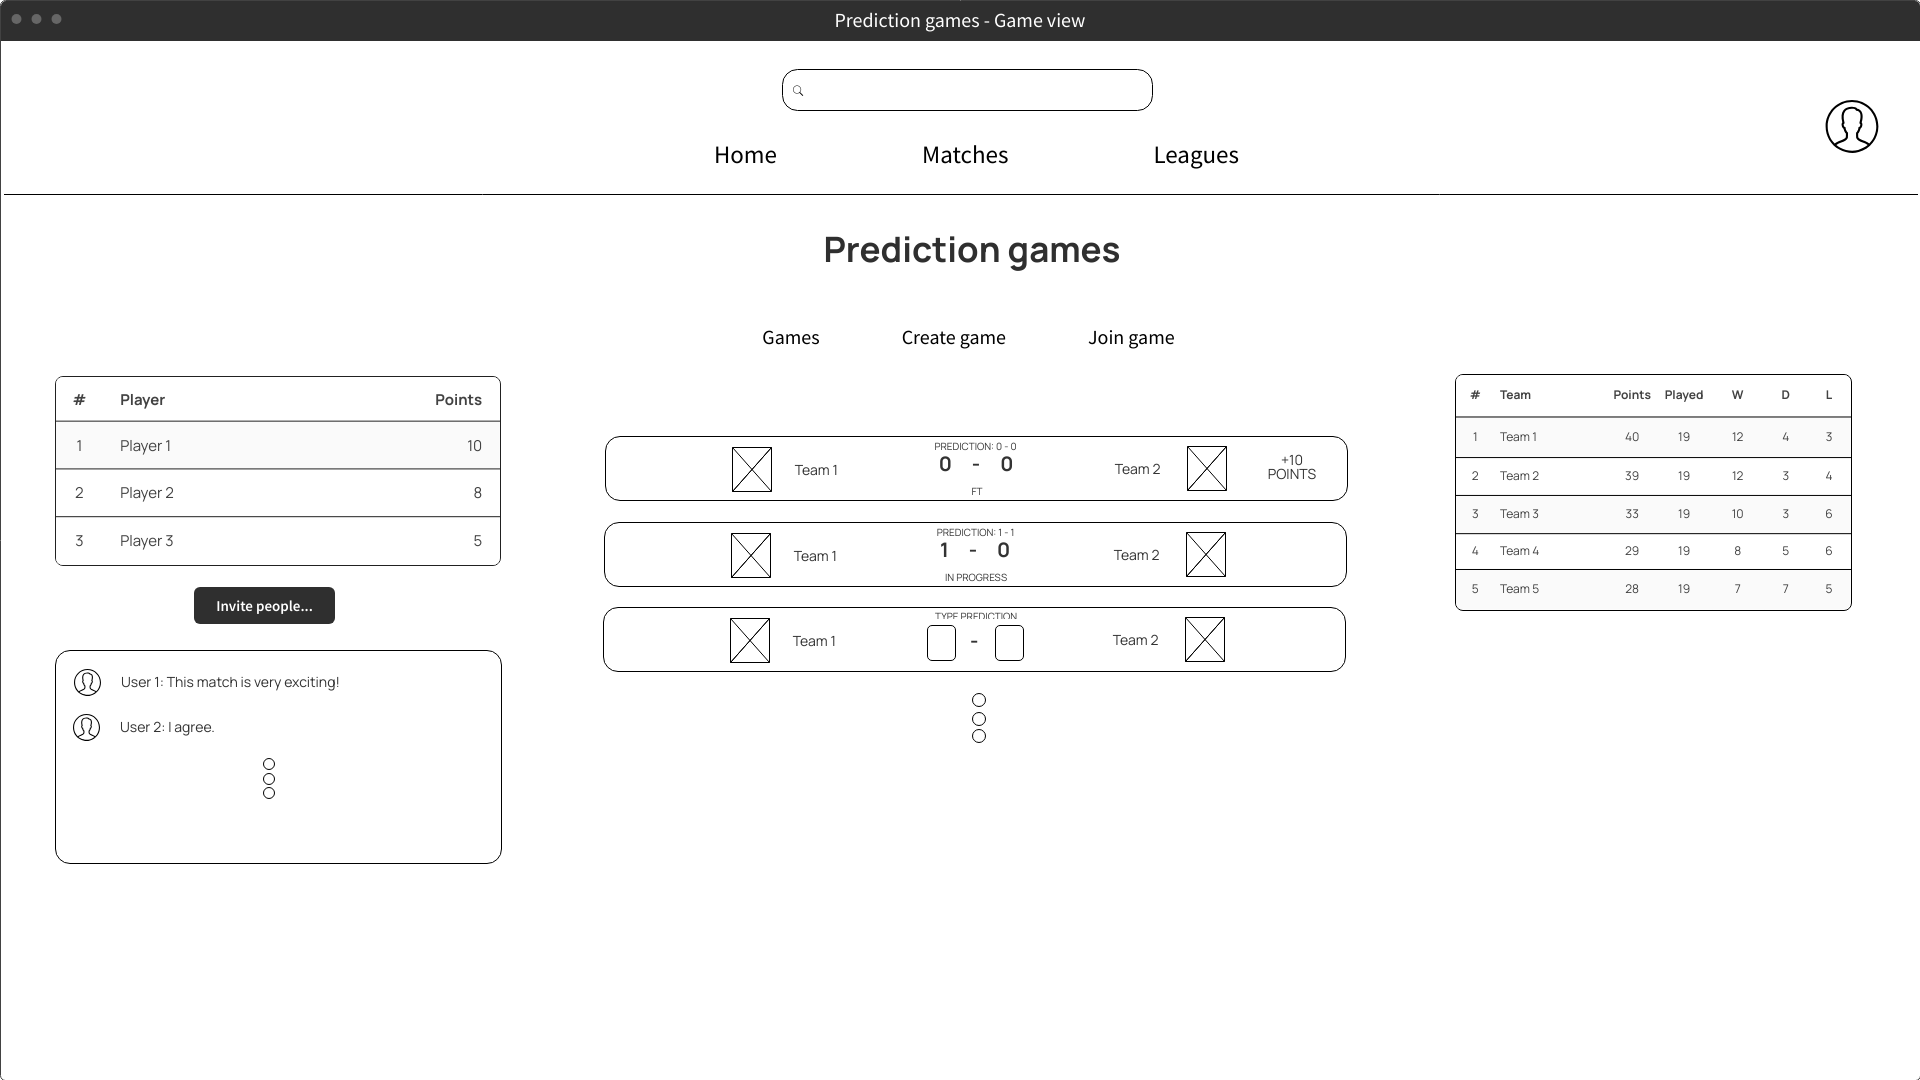 Prediction games - Game view
Home Matches Leagues
Prediction games
Games Create game Join game
# Player Points
1 Player 1 10
2 Player 2 8
3 Player 3 5
Invite people...
User 1: This match is very exciting!
User 2: I agree.
PREDICTION: 0 - 0
Team 1 0 - 0 Team 2 +10
POINTS
FT
PREDICTION: 1 - 1
Team 1 1 - 0 Team 2
IN PROGRESS
TYPE PREDICTION
Team 1 - Team 2
# Team Points Played W D L
1 Team 1 40 19 12 4 3
2 Team 2 39 19 12 3 4
3 Team 3 33 19 10 3 6
4 Team 4 29 19 8 5 6
5 Team 5 28 19 7 7 5